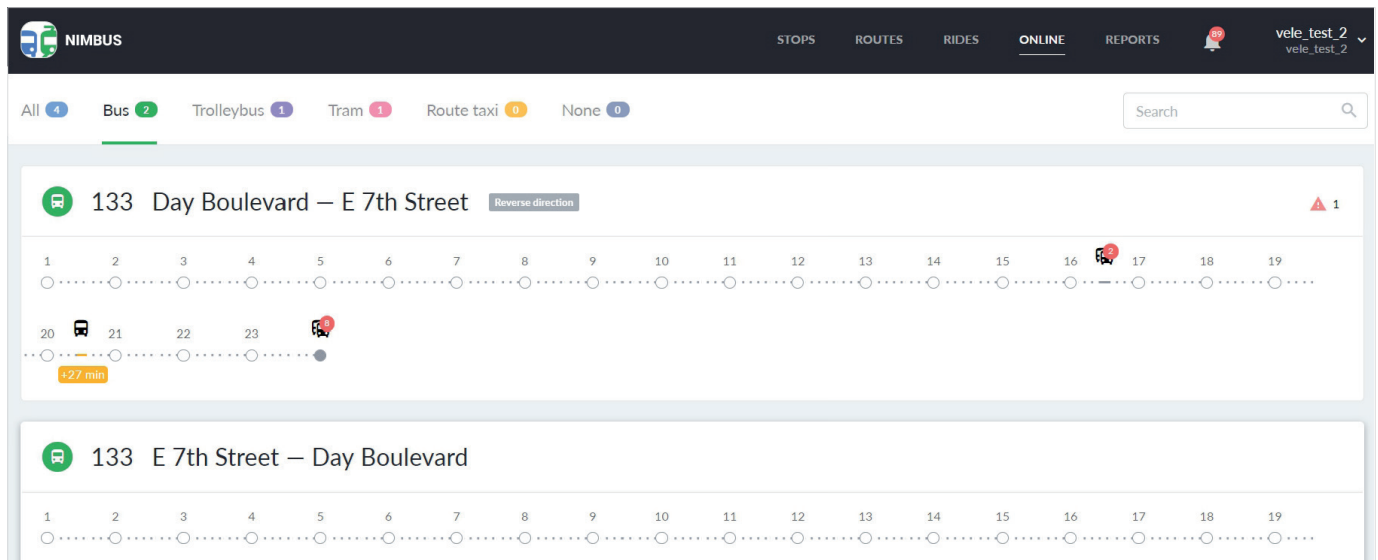 NIMBUS STOPS ROUTES RIDES ONLINE REPORTS 89 vele_test_2
vele_test_2
All 4 Bus 2 Trolleybus 1 Tram 1 Route taxi 0 None 0 Search
133 Day Boulevard — E 7th Street Reverse direction 1
1 2 3 4 5 6 7 8 9 10 11 12 13 14 15 16 2 17 18 19
20 21 22 23 8
+27 min
133 E 7th Street — Day Boulevard
1 2 3 4 5 6 7 8 9 10 11 12 13 14 15 16 17 18 19